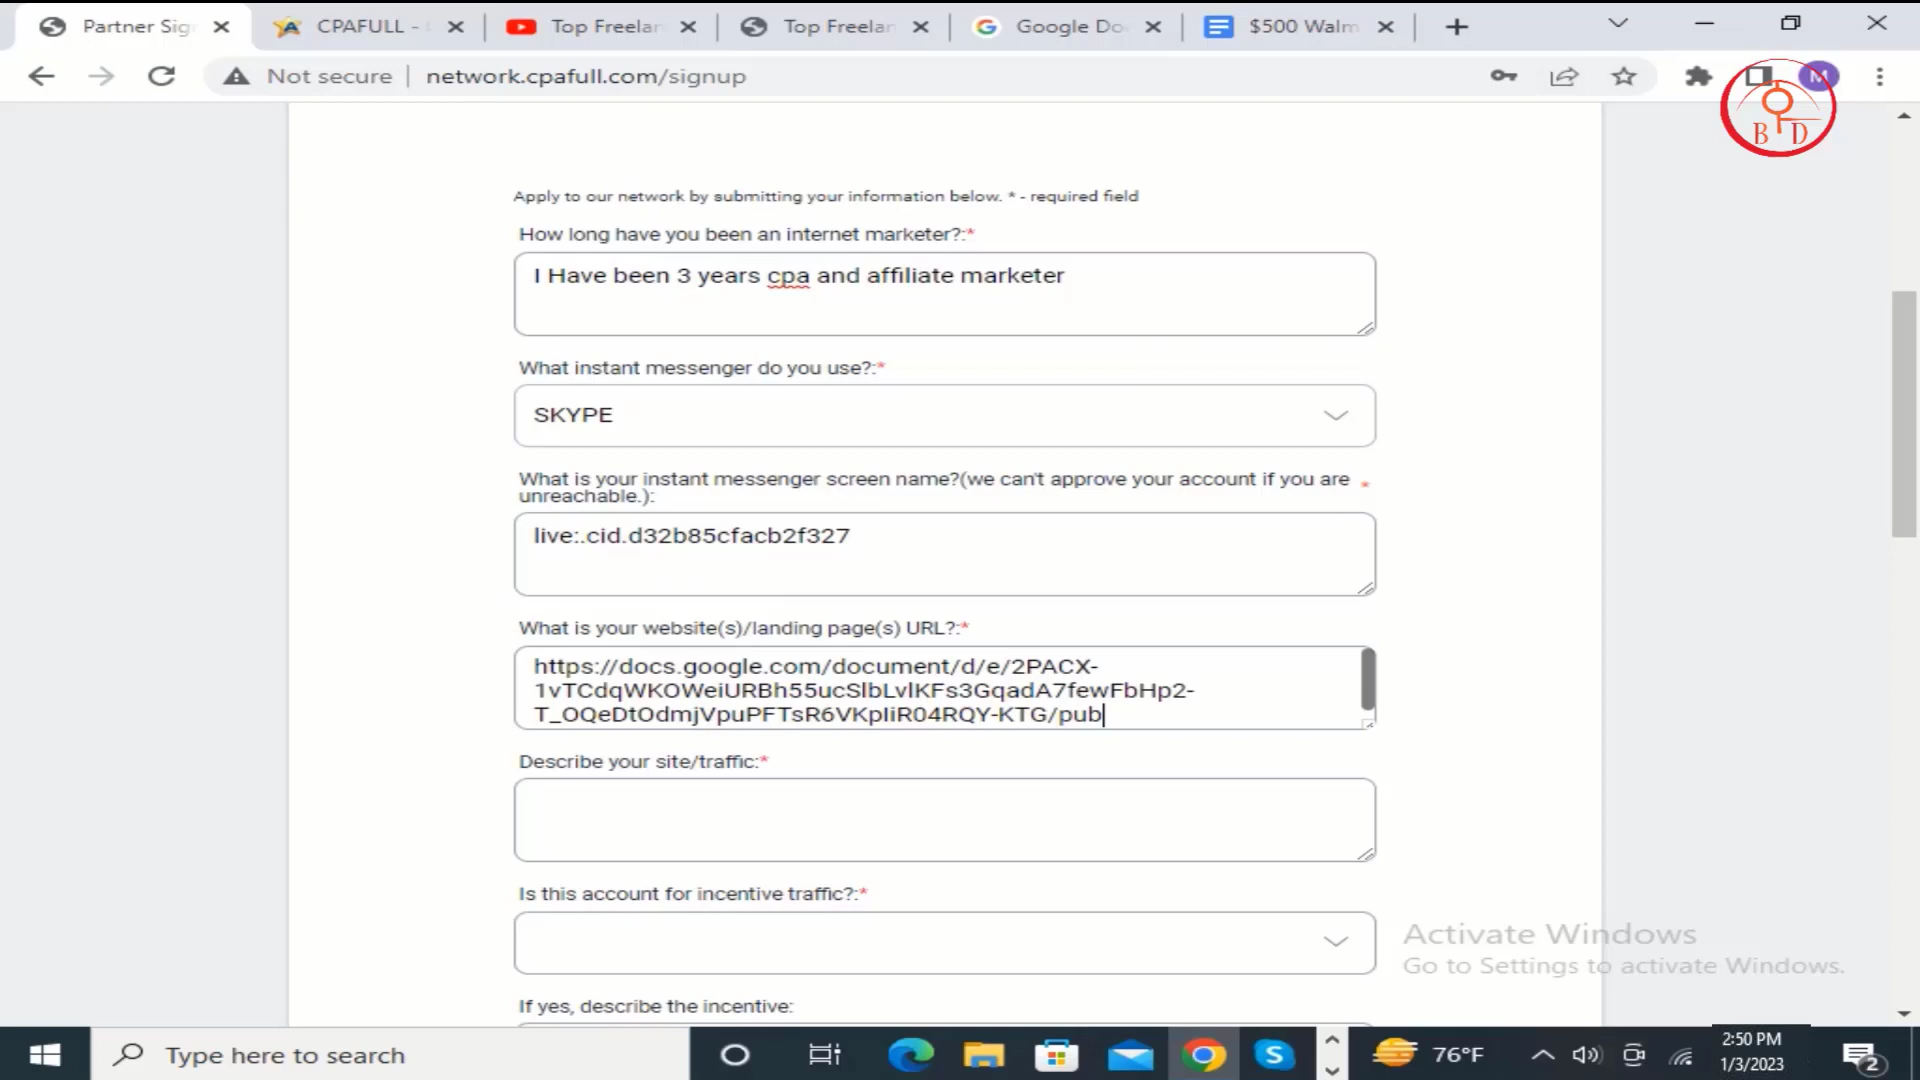 Partner Sig
CPAFULL -
Top Freelan
Top Freelan
Google Do
$500 Walm
Not secure
network.cpafull.com/signup
M
B D
Apply to our network by submitting your information below. * - required field
How long have you been an internet marketer?:*
I Have been 3 years cpa and affiliate marketer
What instant messenger do you use?:*
SKYPE
What is your instant messenger screen name?(we can't approve your account if you are *
unreachable.):
live:.cid.d32b85cfacb2f327
What is your website(s)/landing page(s) URL?:*
https://docs.google.com/document/d/e/2PACX-
1vTCdqWKOWeiURBh55ucSlbLvlKFs3GqadA7fewFbHp2-
T_OQeDtOdmjVpuPFTsR6VKpIiR04RQY-KTG/pub
Describe your site/traffic:*
Is this account for incentive traffic?:*
If yes, describe the incentive:
Activate Windows
Go to Settings to activate Windows.
Type here to search
76°F
2:50 PM
1/3/2023
2